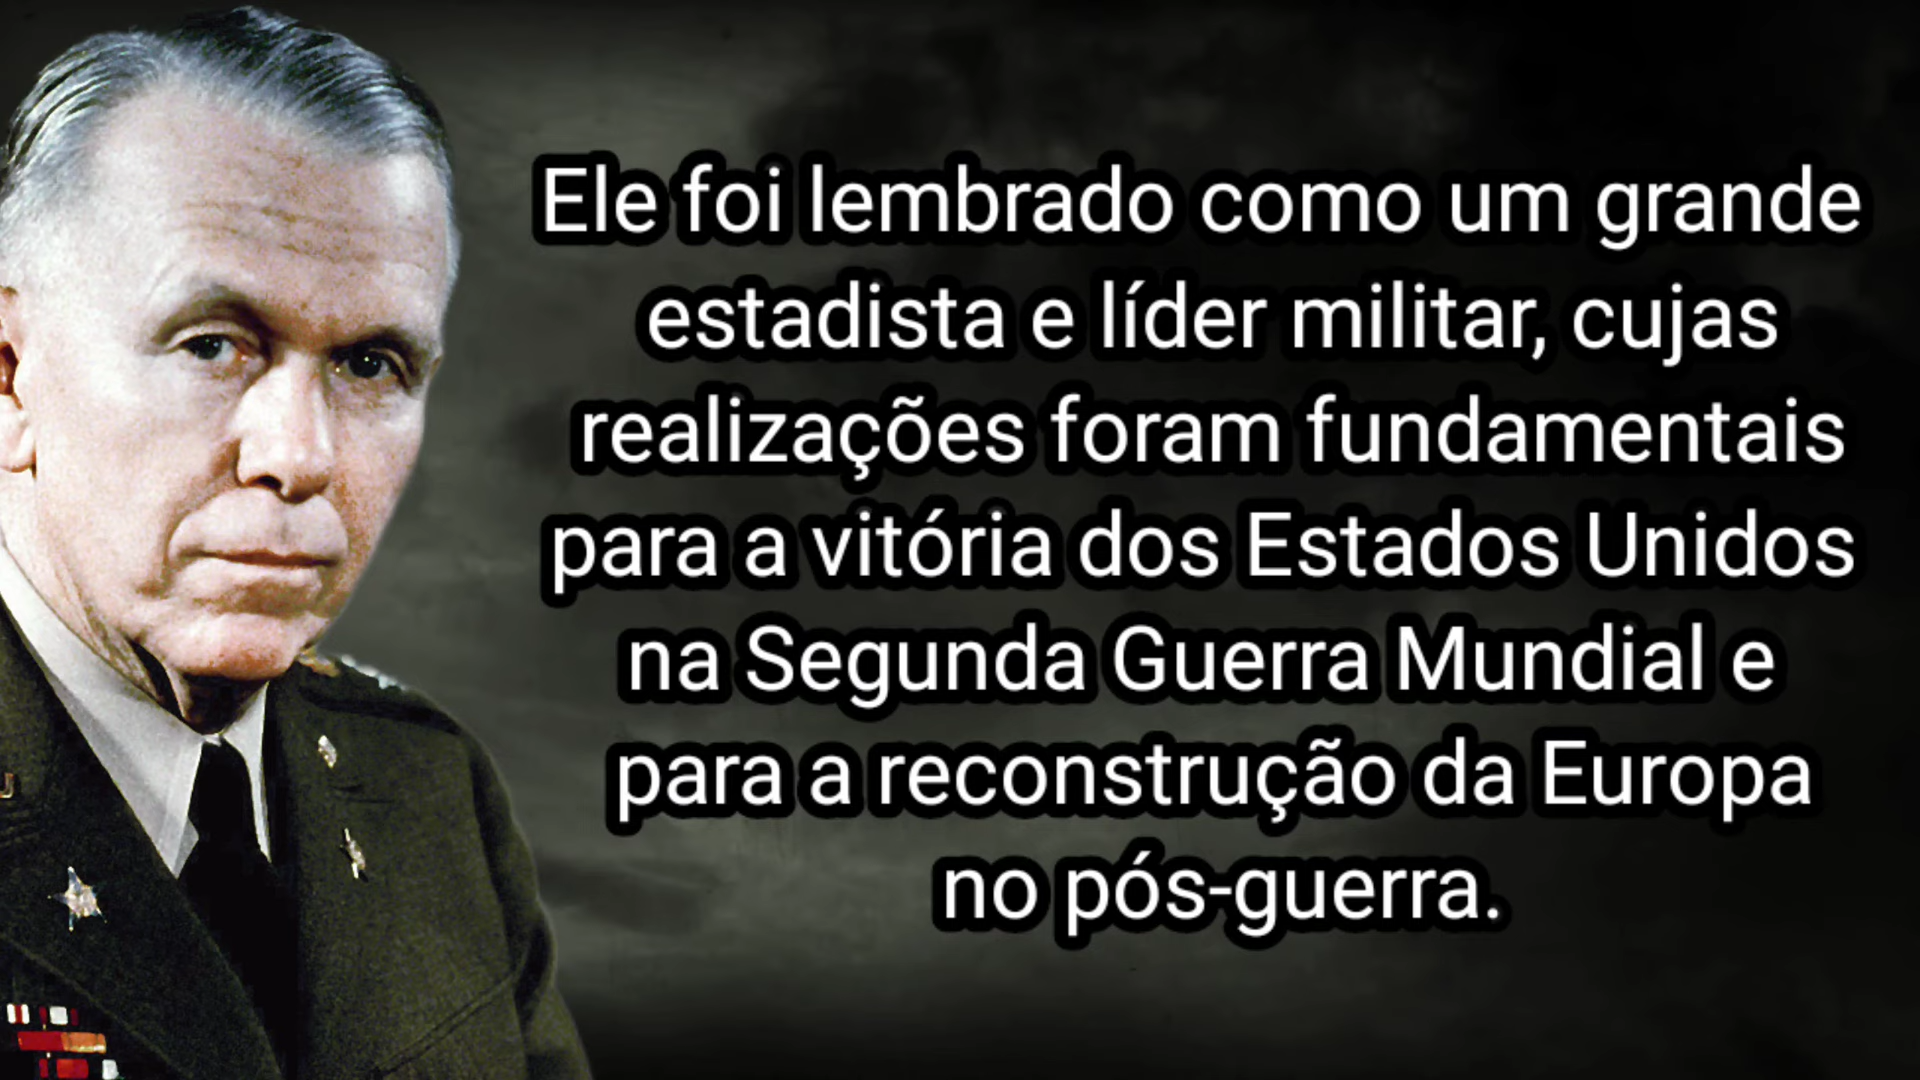 Ele foi lembrado como um grande
estadista e líder militar, cujas
realizações foram fundamentais
para a vitória dos Estados Unidos
na Segunda Guerra Mundial e
para a reconstrução da Europa
no pós-guerra.